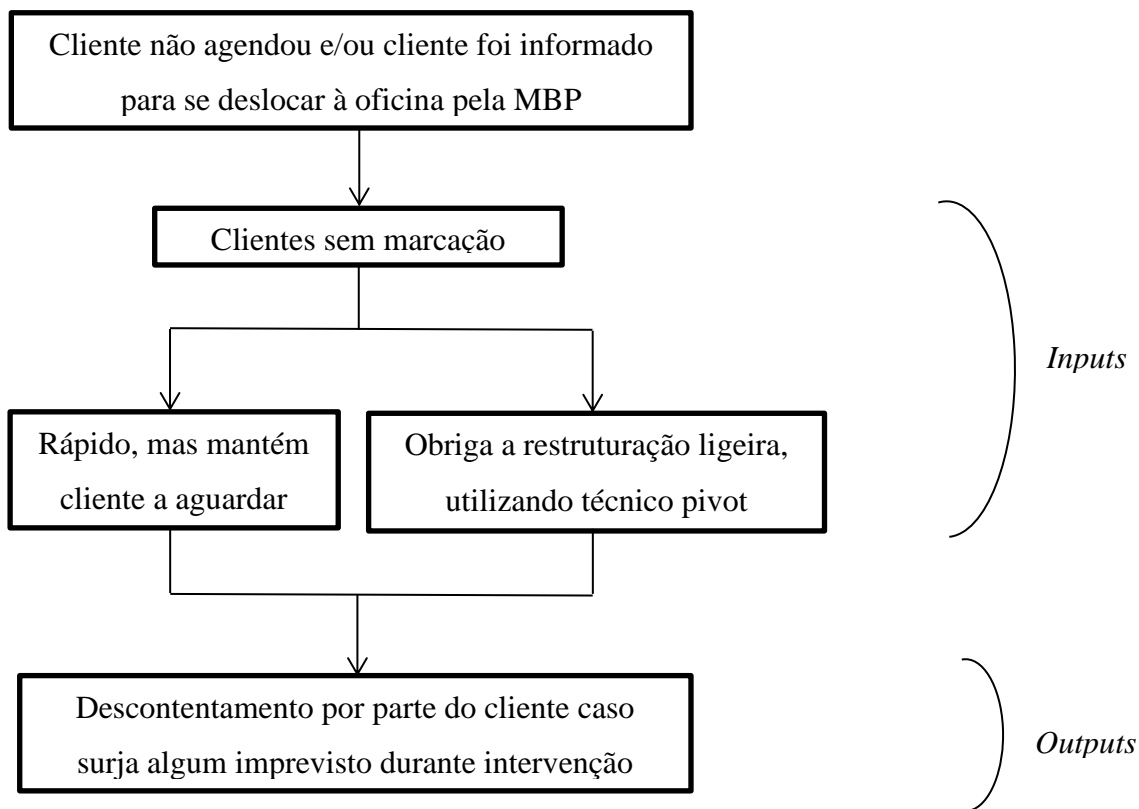 Cliente não agendou e/ou cliente foi informado
para se deslocar à oficina pela MBP
Clientes sem marcação
Inputs
Rápido, mas mantém
cliente a aguardar
Obriga a restruturação ligeira,
utilizando técnico pivot
Descontentamento por parte do cliente caso
surja algum imprevisto durante intervenção
Outputs